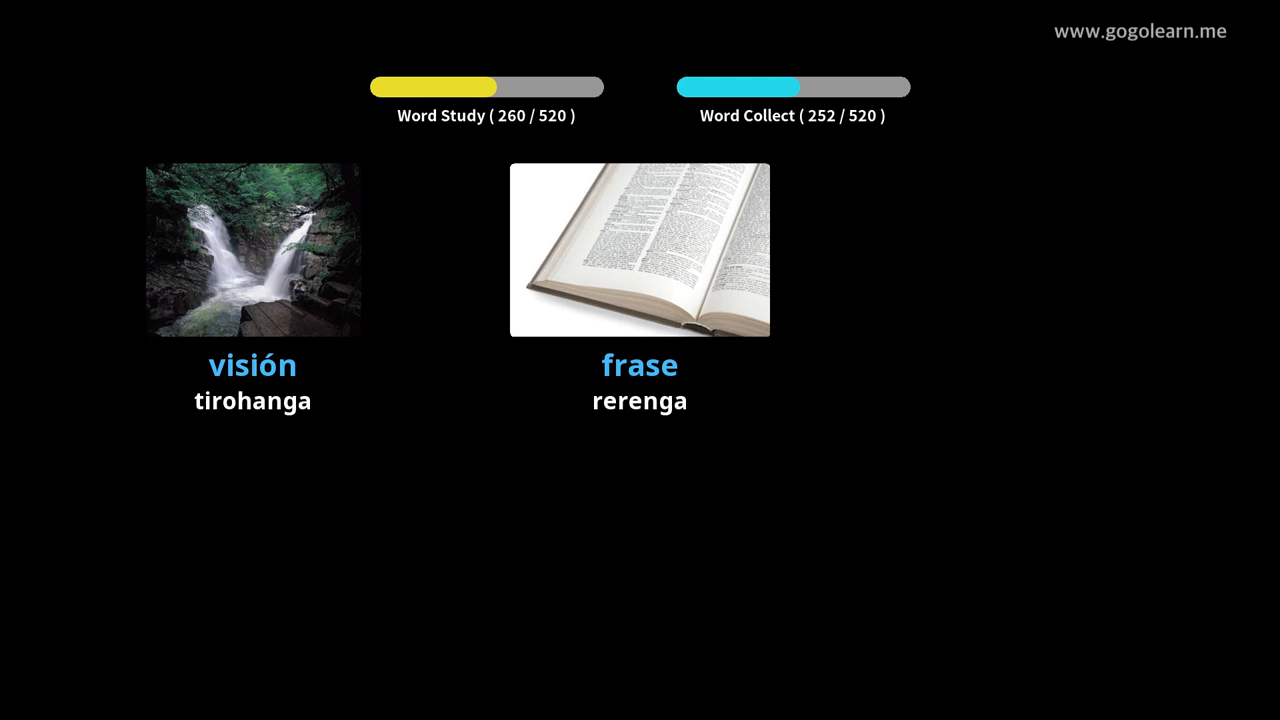 www.gogolearn.me
Word Study ( 260 / 520 )
Word Collect ( 252 / 520 )
visión
tirohanga
frase
rerenga